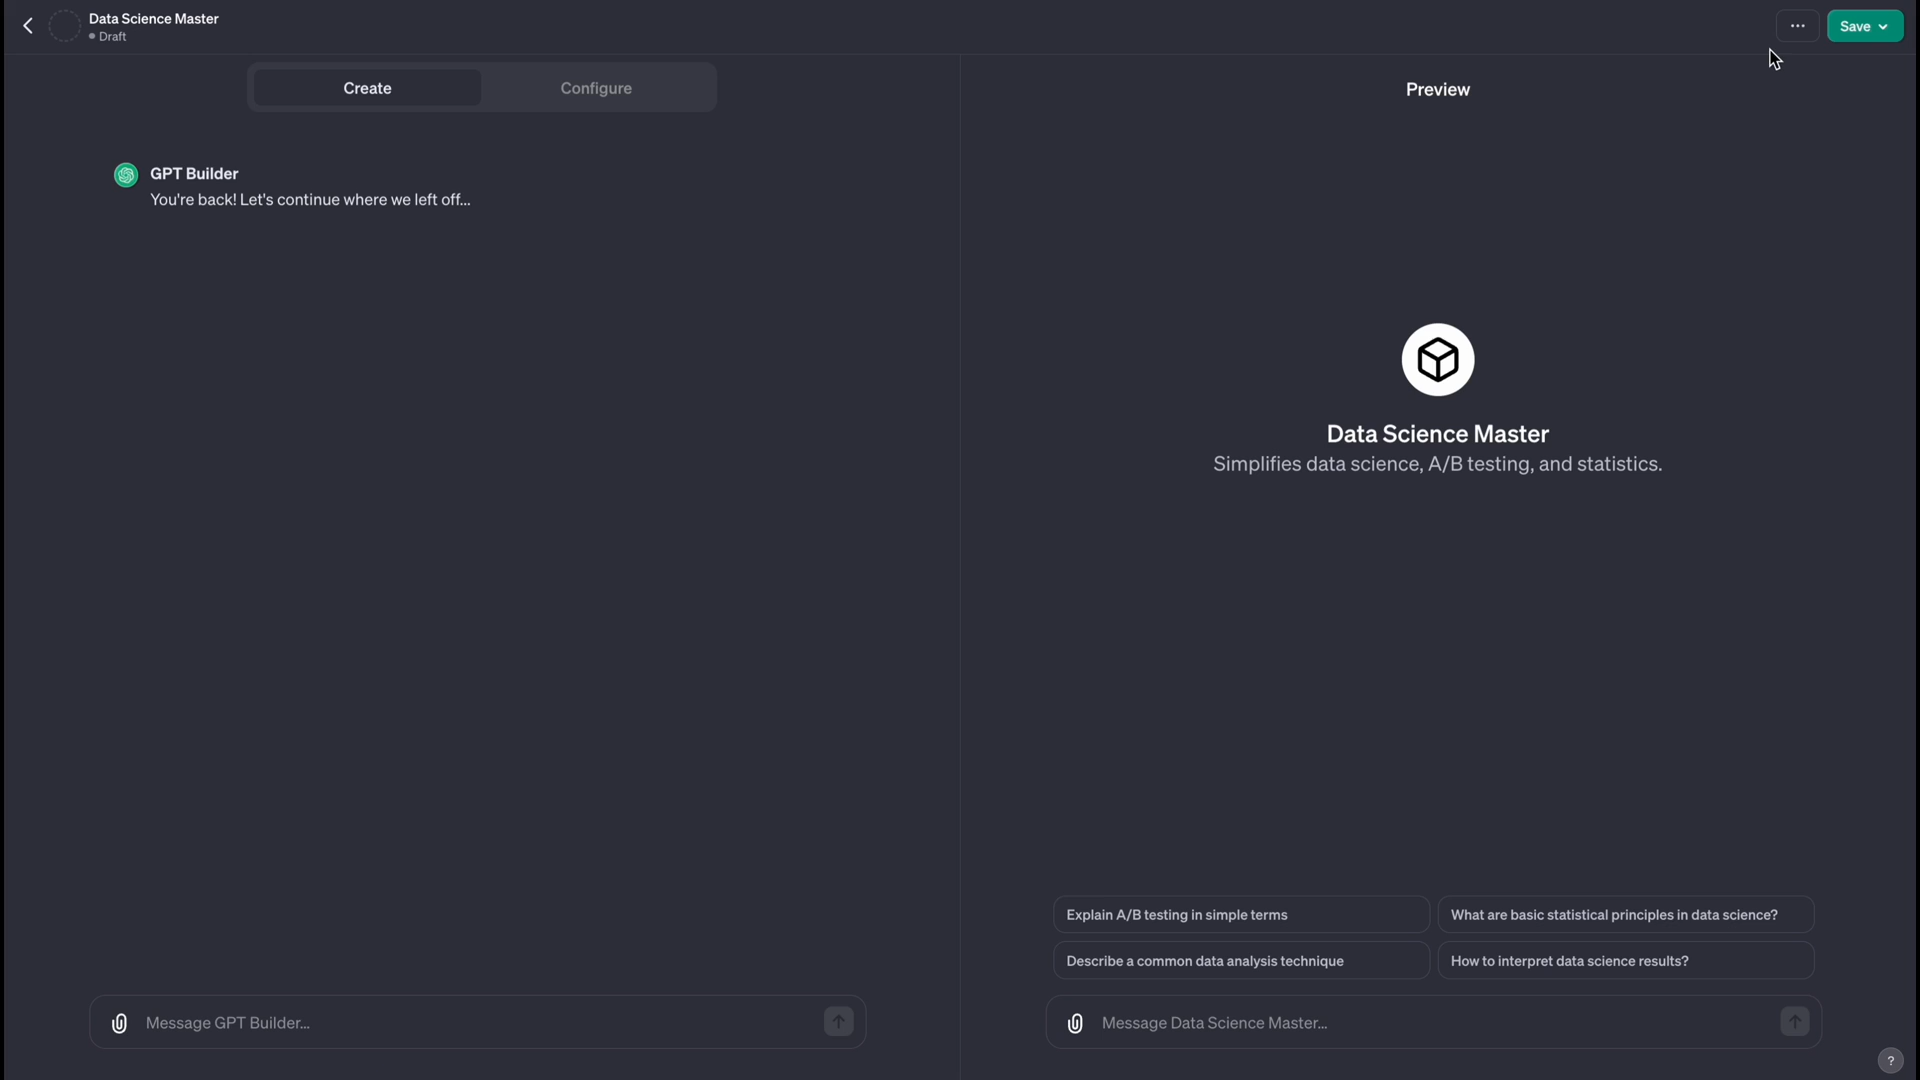 Data Science Master
Draft
Save
Create
Configure
Preview
GPT Builder
You're back! Let's continue where we left off...
Data Science Master
Simplifies data science, A/B testing, and statistics.
Explain A/B testing in simple terms
What are basic statistical principles in data science?
Describe a common data analysis technique
How to interpret data science results?
Message GPT Builder...
Message Data Science Master...
?